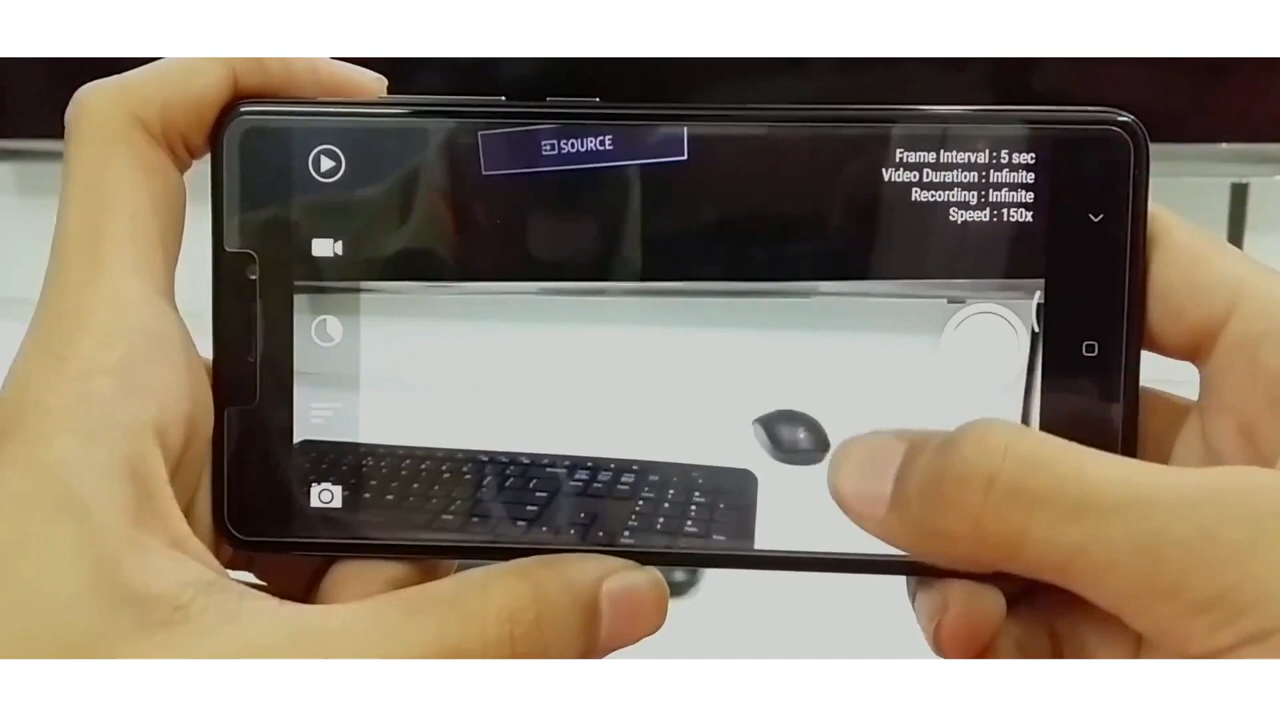 SOURCE
Frame Interval : 5 sec
Video Duration : Infinite
Recording : Infinite
Speed : 150x